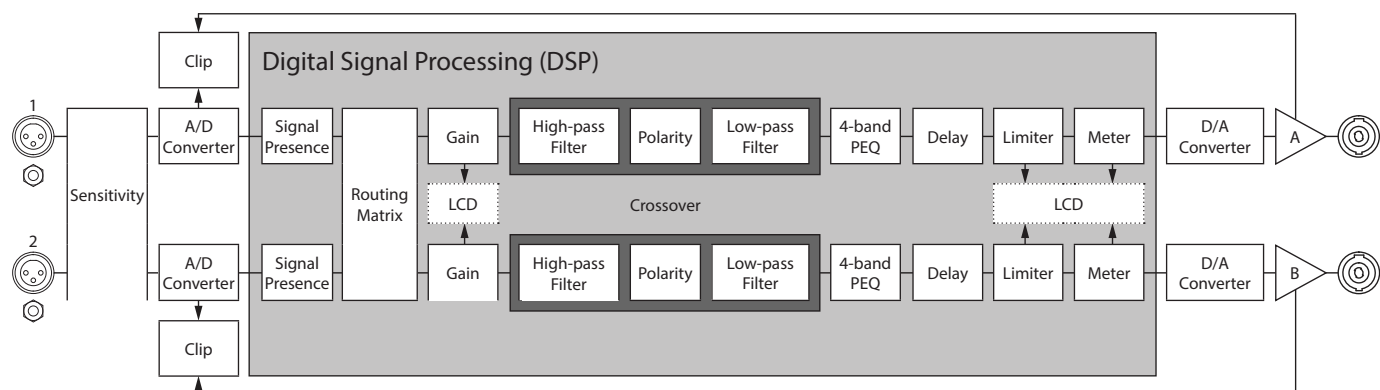 Clip
Digital Signal Processing (DSP)
1
A/D
Converter
Signal
Presence
Gain
High-pass
Filter
Polarity
Low-pass
Filter
4-band
PEQ
Delay
Limiter
Meter
D/A
Converter
A
Sensitivity
Routing
Matrix
LCD
Crossover
LCD
2
A/D
Converter
Signal
Presence
Gain
High-pass
Filter
Polarity
Low-pass
Filter
4-band
PEQ
Delay
Limiter
Meter
D/A
Converter
B
Clip